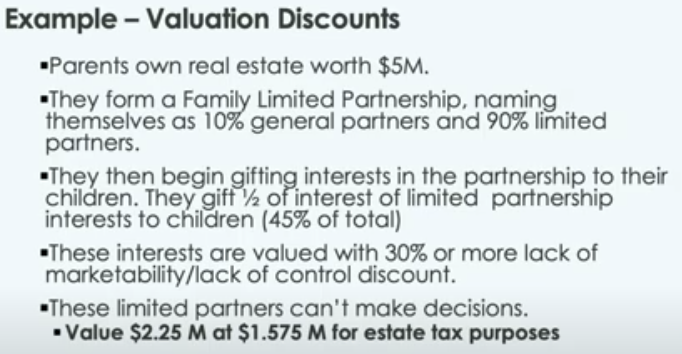 Example – Valuation Discounts
▪Parents own real estate worth $5M.
▪They form a Family Limited Partnership, naming
themselves as 10% general partners and 90% limited
partners.
▪They then begin gifting interests in the partnership to their
children. They gift ½ of interest of limited partnership
interests to children (45% of total)
▪These interests are valued with 30% or more lack of
marketability/lack of control discount.
▪These limited partners can't make decisions.
▪Value $2.25 M at $1.575 M for estate tax purposes